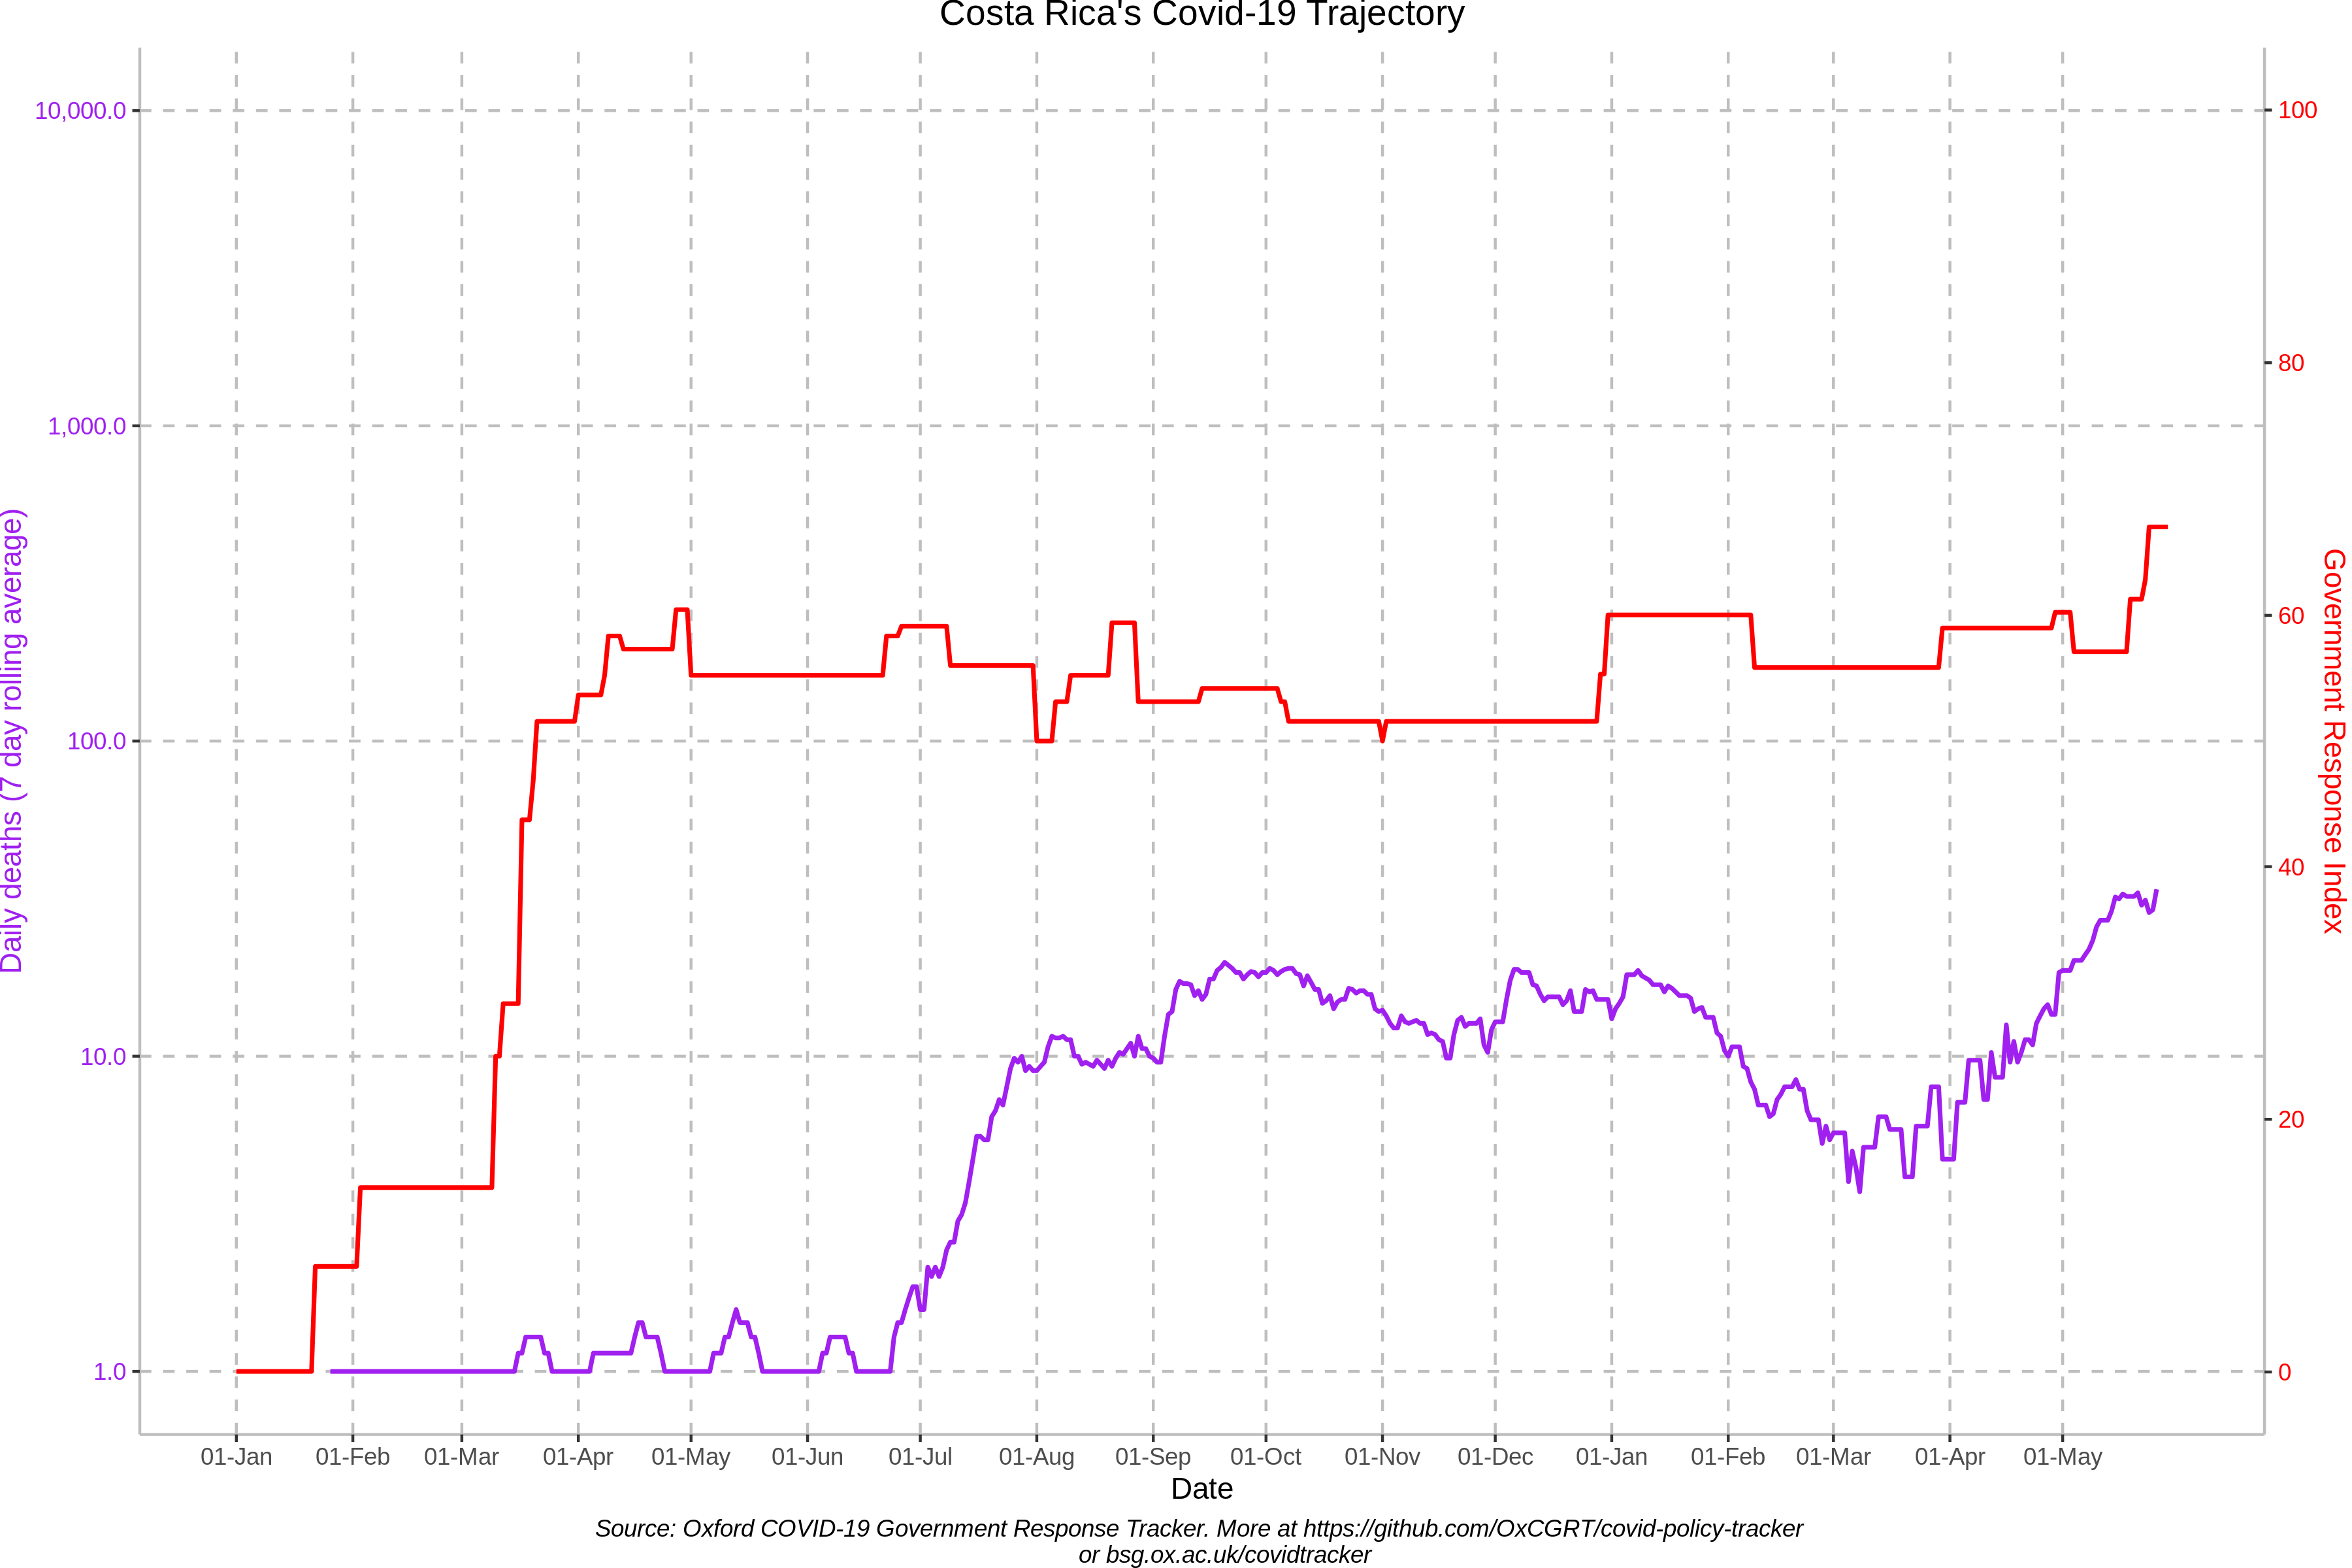 Costa Rica's Covid-19 Trajectory
10,000.0
1,000.0
100.0
10.0
1.0
Daily deaths (7 day rolling average)
100
80
60
40
20
0
Government Response Index
01-Jan 01-Feb 01-Mar 01-Apr 01-May 01-Jun 01-Jul 01-Aug 01-Sep 01-Oct 01-Nov 01-Dec 01-Jan 01-Feb 01-Mar 01-Apr 01-May
Date
Source: Oxford COVID-19 Government Response Tracker. More at https://github.com/OxCGRT/covid-policy-tracker
or bsg.ox.ac.uk/covidtracker